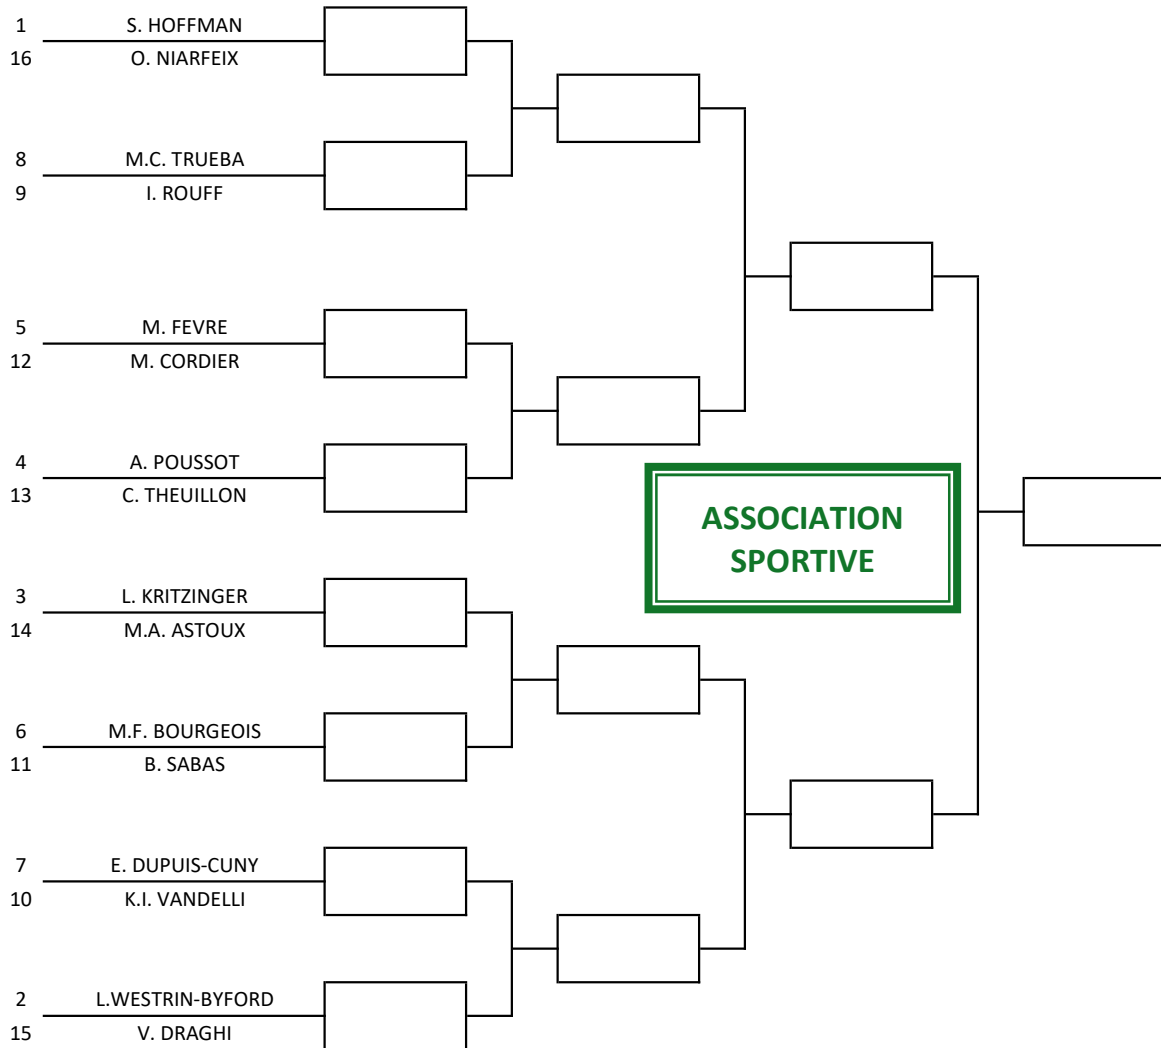 1 S. HOFFMAN
16 O. NIARFEIX
8 M.C. TRUEBA
9 I. ROUFF
5 M. FEVRE
12 M. CORDIER
4 A. POUSSOT
13 C. THEUILLON
ASSOCIATION
SPORTIVE
3 L. KRITZINGER
14 M.A. ASTOUX
6 M.F. BOURGEOIS
11 B. SABAS
7 E. DUPUIS-CUNY
10 K.I. VANDELLI
2 L.WESTRIN-BYFORD
15 V. DRAGHI